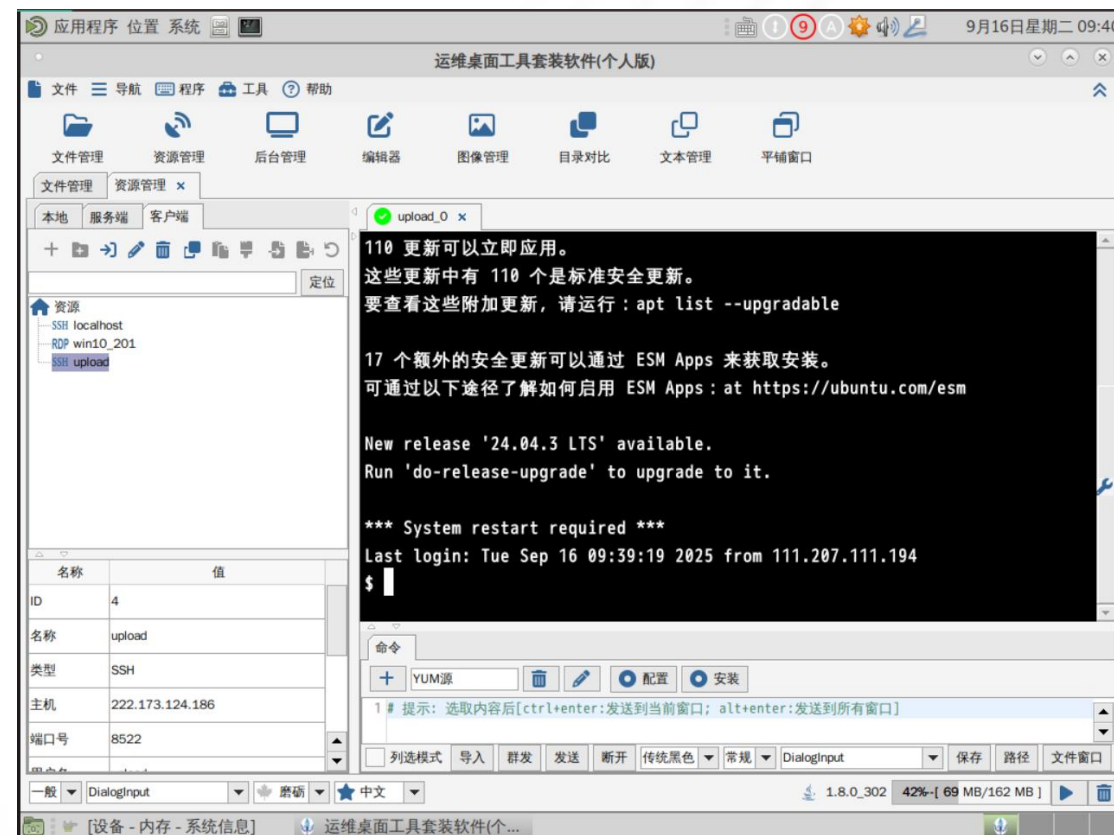 应用程序 位置 系统 9 A 9月16日星期二 09:40
运维桌面工具套装软件(个人版)
文件 导航 程序 工具 帮助
文件管理 资源管理 后台管理 编辑器 图像管理 目录对比 文本管理 平铺窗口
文件管理 资源管理
本地 服务端 客户端
定位
资源
SSH localhost
RDP win10_201
SSH upload
名称 值
ID 4
名称 upload
类型 SSH
主机 222.173.124.186
端口号 8522
upload_0
110 更新可以立即应用。
这些更新中有 110 个是标准安全更新。
要查看这些附加更新，请运行：apt list --upgradable
17 个额外的安全更新可以通过 ESM Apps 来获取安装。
可通过以下途径了解如何启用 ESM Apps：at https://ubuntu.com/esm
New release '24.04.3 LTS' available.
Run 'do-release-upgrade' to upgrade to it.
*** System restart required ***
Last login: Tue Sep 16 09:39:19 2025 from 111.207.111.194
$
命令
YUM源 配置 安装
1 # 提示: 选取内容后[ctrl+enter:发送到当前窗口; alt+enter:发送到所有窗口]
列选模式 导入 群发 发送 断开 传统黑色 常规 DialogInput 保存 路径 文件窗口
一般 DialogInput 磨砺 中文 1.8.0_302 42%-[ 69 MB/162 MB ]
[设备 - 内存 - 系统信息] 运维桌面工具套装软件(个...